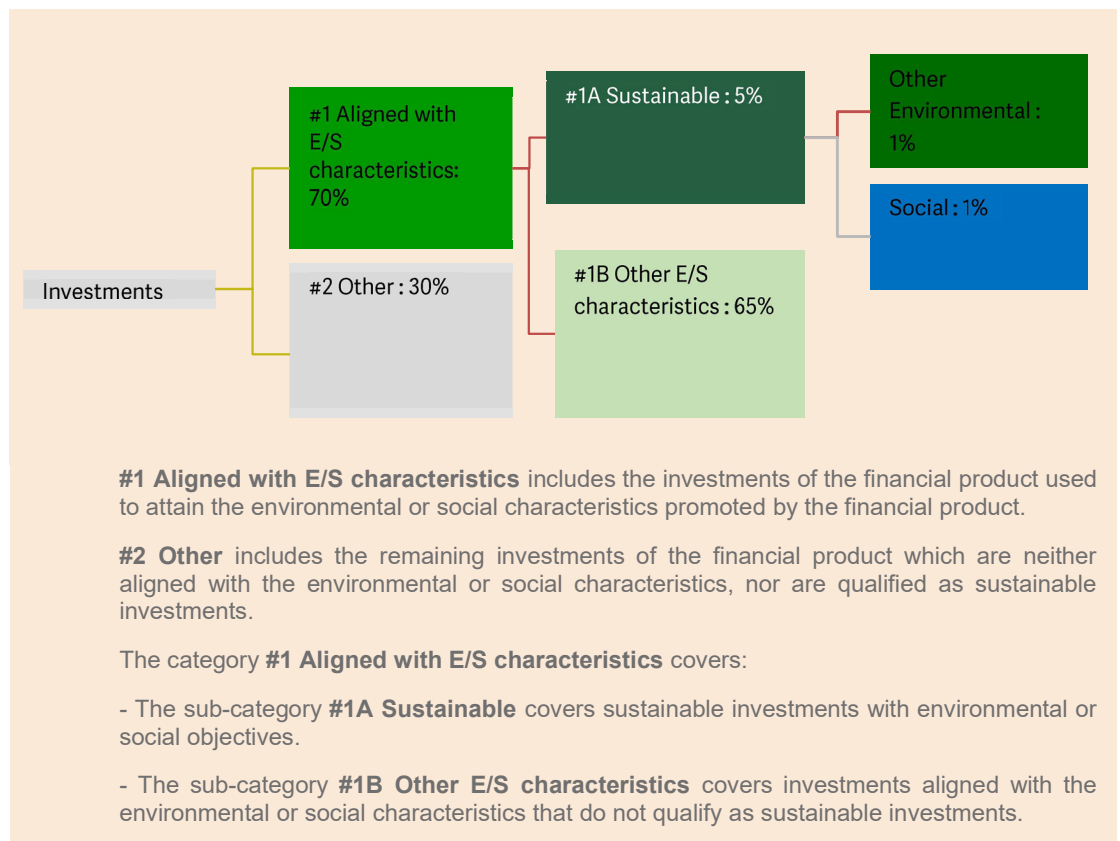 #1 Aligned with
E/S
characteristics:
70%
#1A Sustainable : 5%
Other
Environmental :
1%
Social : 1%
Investments
#2 Other : 30%
#1B Other E/S
characteristics : 65%
#1 Aligned with E/S characteristics includes the investments of the financial product used
to attain the environmental or social characteristics promoted by the financial product.
#2 Other includes the remaining investments of the financial product which are neither
aligned with the environmental or social characteristics, nor are qualified as sustainable
investments.
The category #1 Aligned with E/S characteristics covers:
- The sub-category #1A Sustainable covers sustainable investments with environmental or
social objectives.
- The sub-category #1B Other E/S characteristics covers investments aligned with the
environmental or social characteristics that do not qualify as sustainable investments.